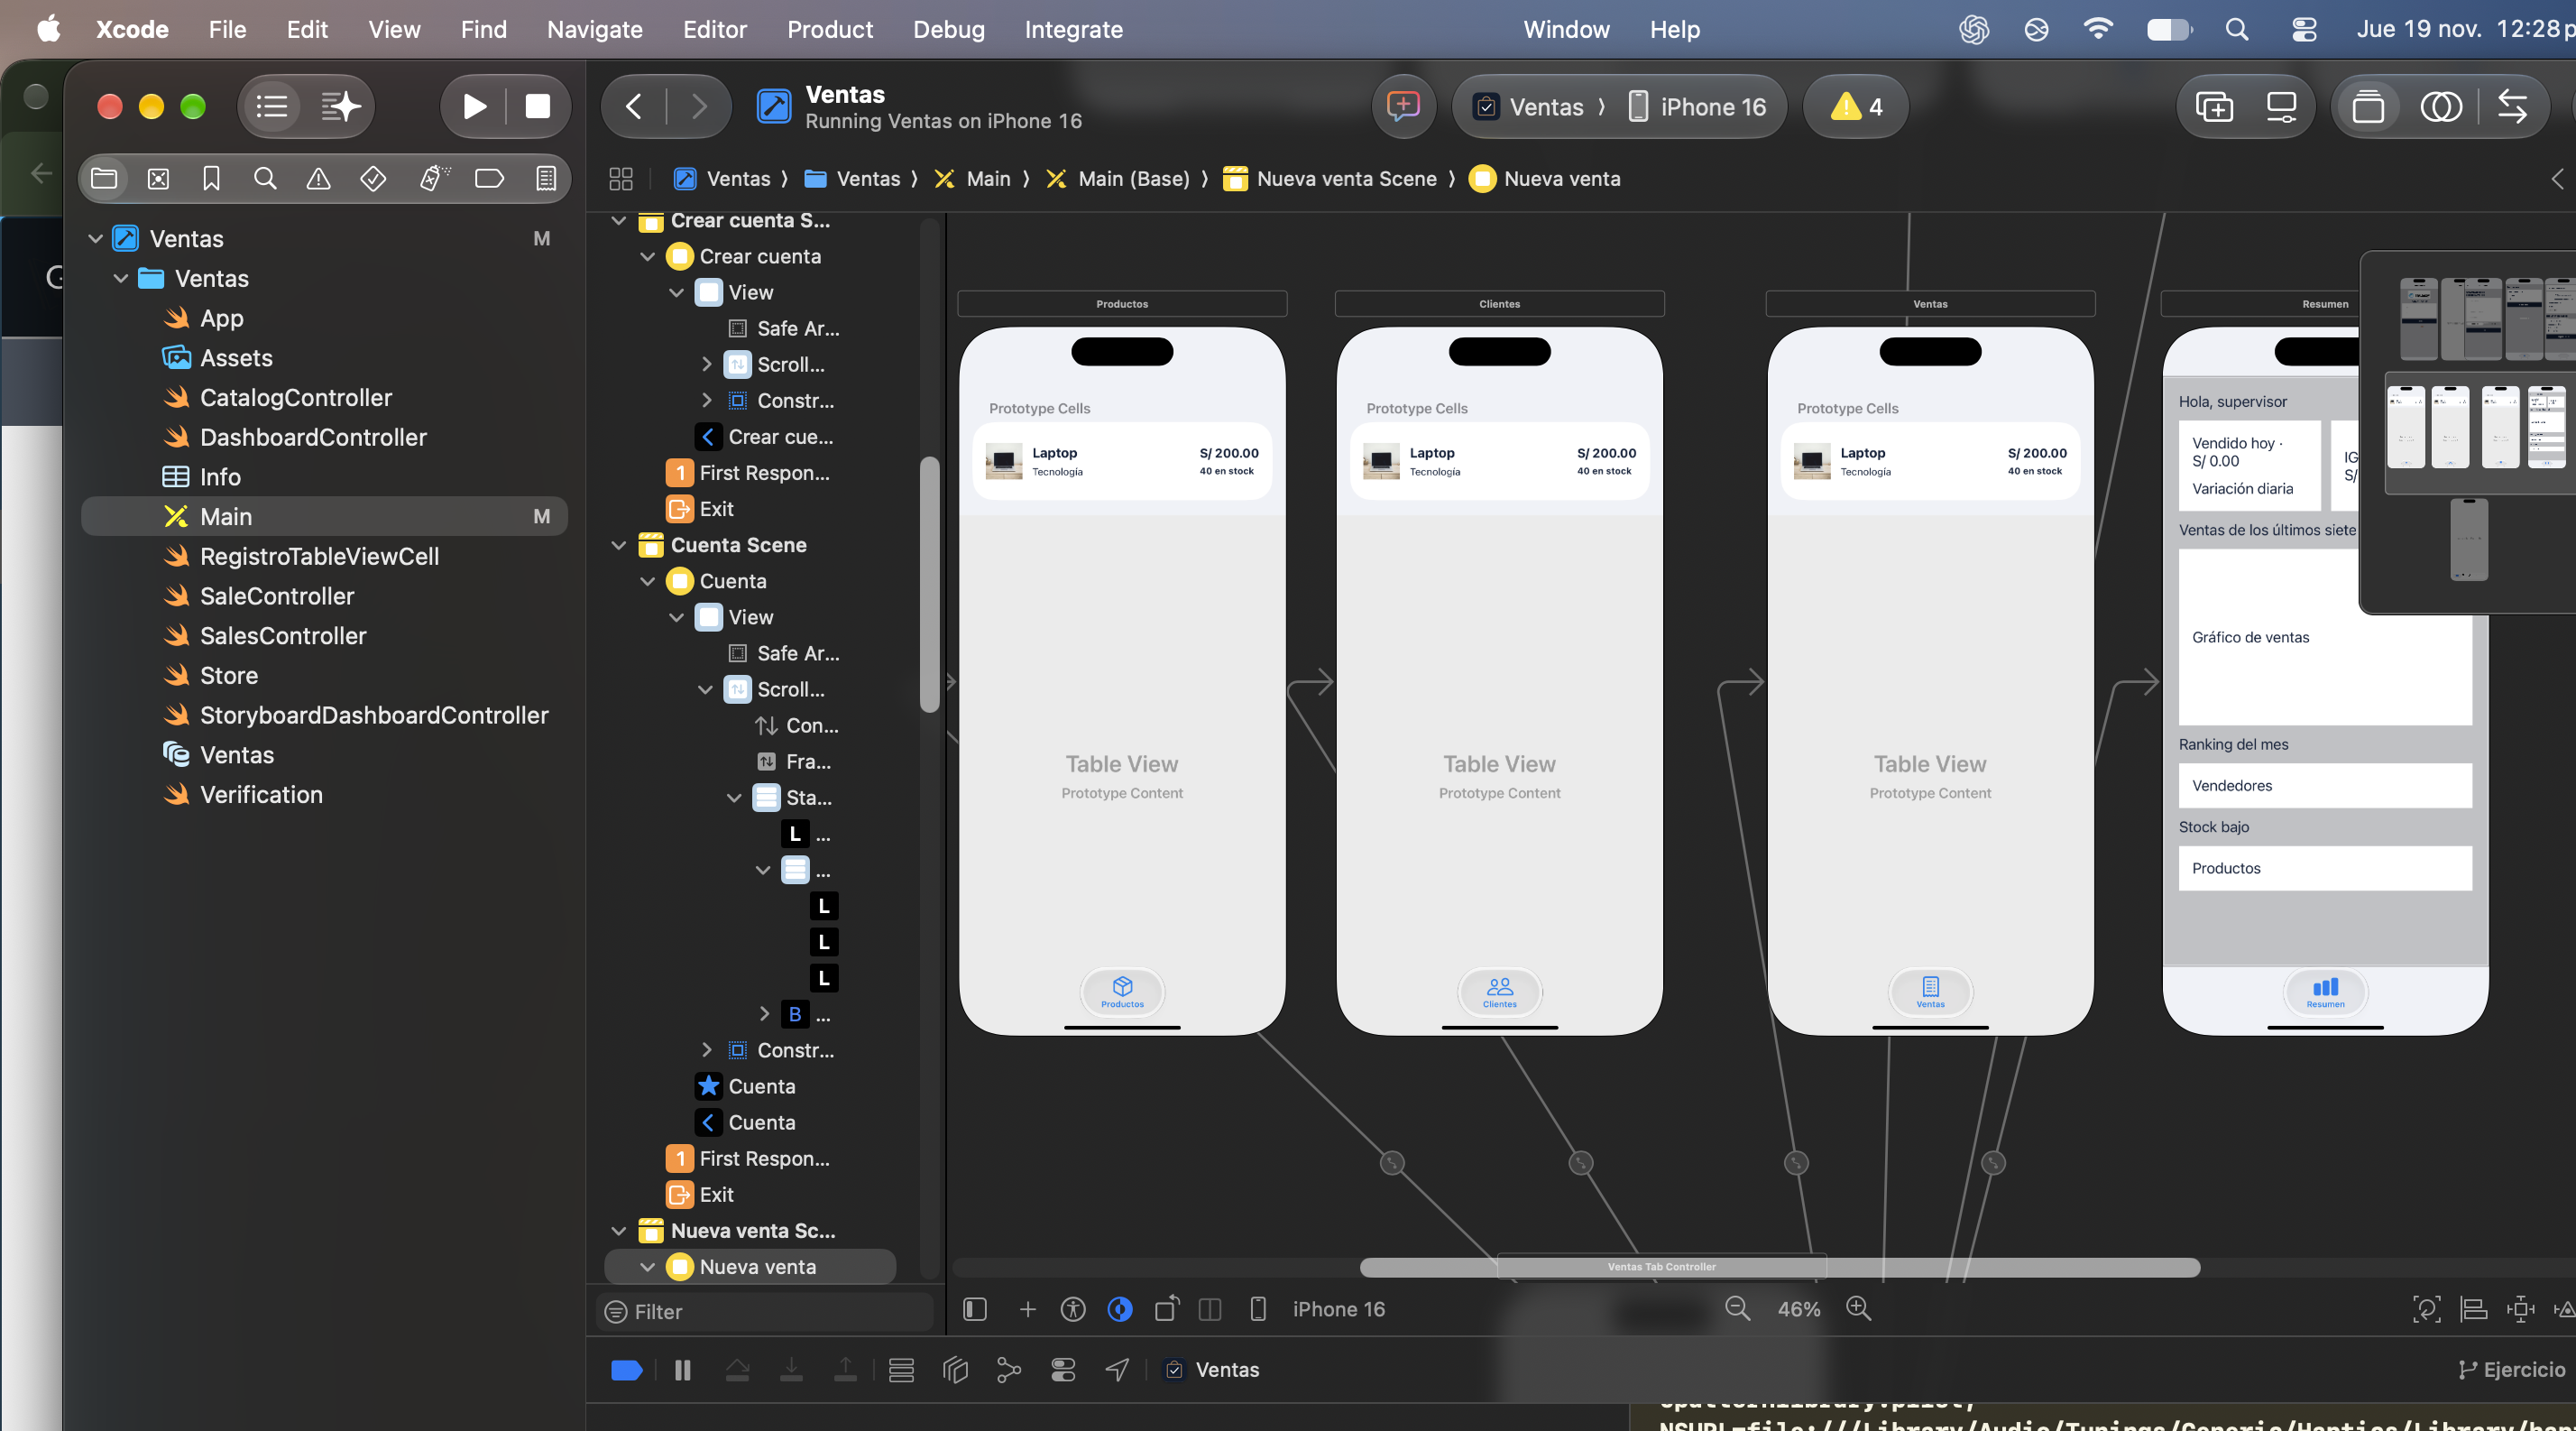 Xcode File Edit View Find Navigate Editor Product Debug Integrate Window Help Jue 19 nov. 12:28 p
Ventas
Running Ventas on iPhone 16
Ventas 〉 iPhone 16
4
Ventas 〉 Ventas 〉 Main 〉 Main (Base) 〉 Nueva venta Scene 〉 Nueva venta
Ventas M
Ventas
App
Assets
CatalogController
DashboardController
Info
Main M
RegistroTableViewCell
SaleController
SalesController
Store
StoryboardDashboardController
Ventas
Verification
Crear cuenta S...
Crear cuenta
View
Safe Ar...
Scroll...
Constr...
Crear cue...
1 First Respon...
Exit
Cuenta Scene
Cuenta
View
Safe Ar...
Scroll...
Con...
Fra...
Sta...
L ...
...
L
L
L
B ...
Constr...
Cuenta
Cuenta
1 First Respon...
Exit
Nueva venta Sc...
Nueva venta
Filter
Productos
Prototype Cells
Laptop S/ 200.00
Tecnología 40 en stock
Table View
Prototype Content
Productos
Clientes
Prototype Cells
Laptop S/ 200.00
Tecnología 40 en stock
Table View
Prototype Content
Clientes
Ventas
Prototype Cells
Laptop S/ 200.00
Tecnología 40 en stock
Table View
Prototype Content
Ventas
Resumen
Hola, supervisor
Vendido hoy ·
S/ 0.00
Variación diaria
IG
S/
Ventas de los últimos siete
Gráfico de ventas
Ranking del mes
Vendedores
Stock bajo
Productos
Resumen
Ventas Tab Controller
iPhone 16
46%
Ventas
Ejercicio